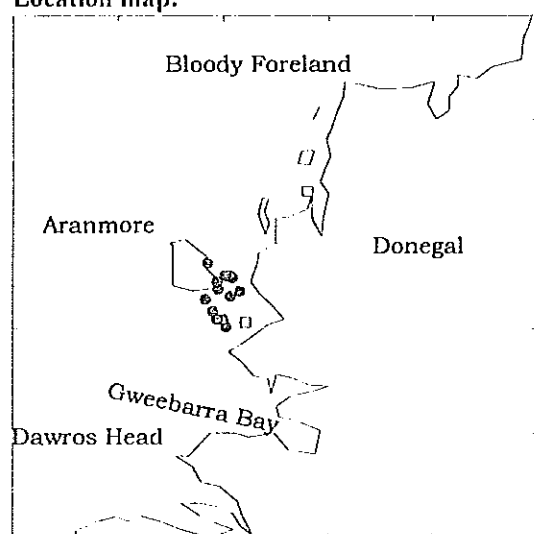 Location map:
Bloody Foreland
Aranmore
Donegal
Gweebarra Bay
Dawros Head